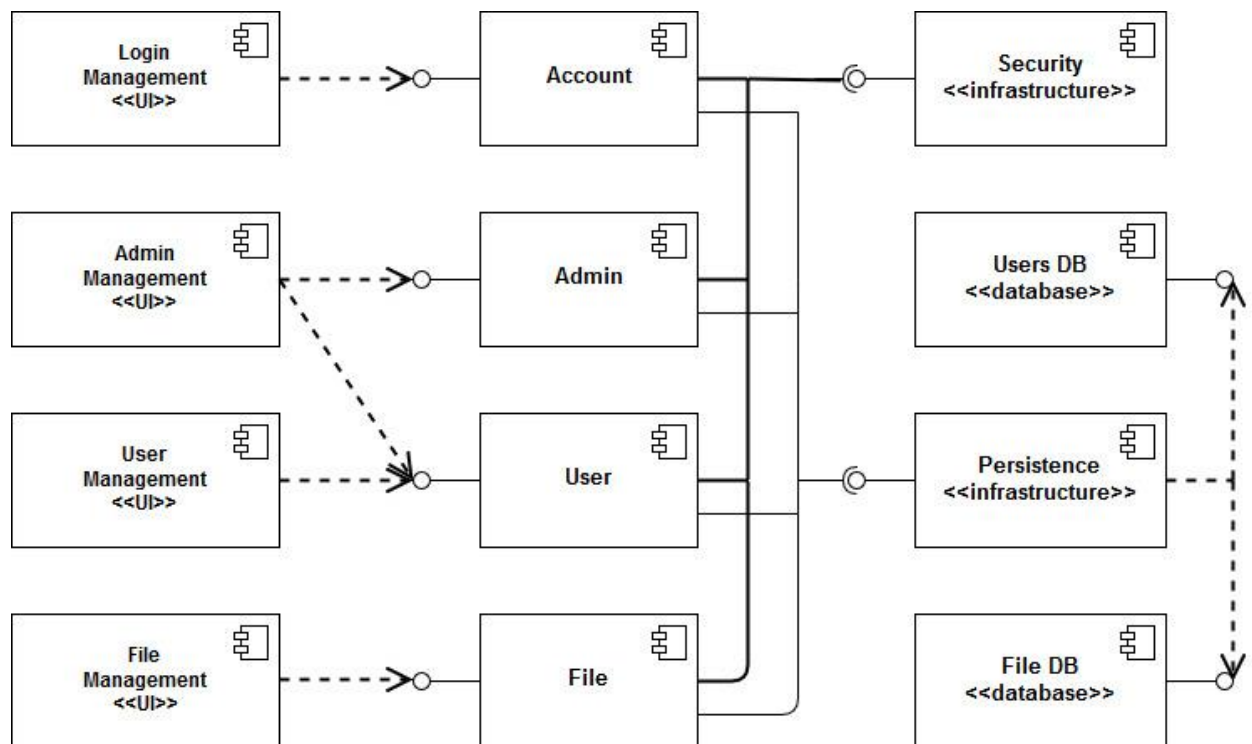 Login
Management
<<UI>>
Account
Security
<<infrastructure>>
Admin
Management
<<UI>>
Admin
Users DB
<<database>>
User
Management
<<UI>>
User
Persistence
<<infrastructure>>
File
Management
<<UI>>
File
File DB
<<database>>